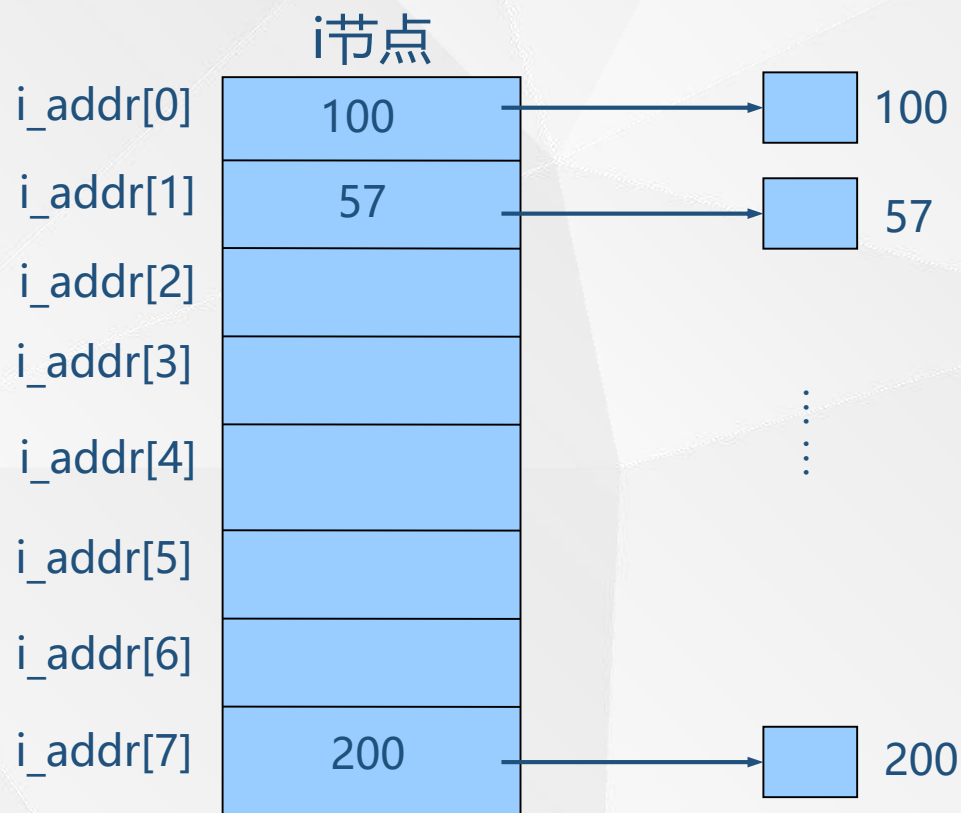 i节点
i_addr[0] 100 100
i_addr[1] 57 57
i_addr[2]
i_addr[3]
……
i_addr[4]
i_addr[5]
i_addr[6]
i_addr[7] 200 200